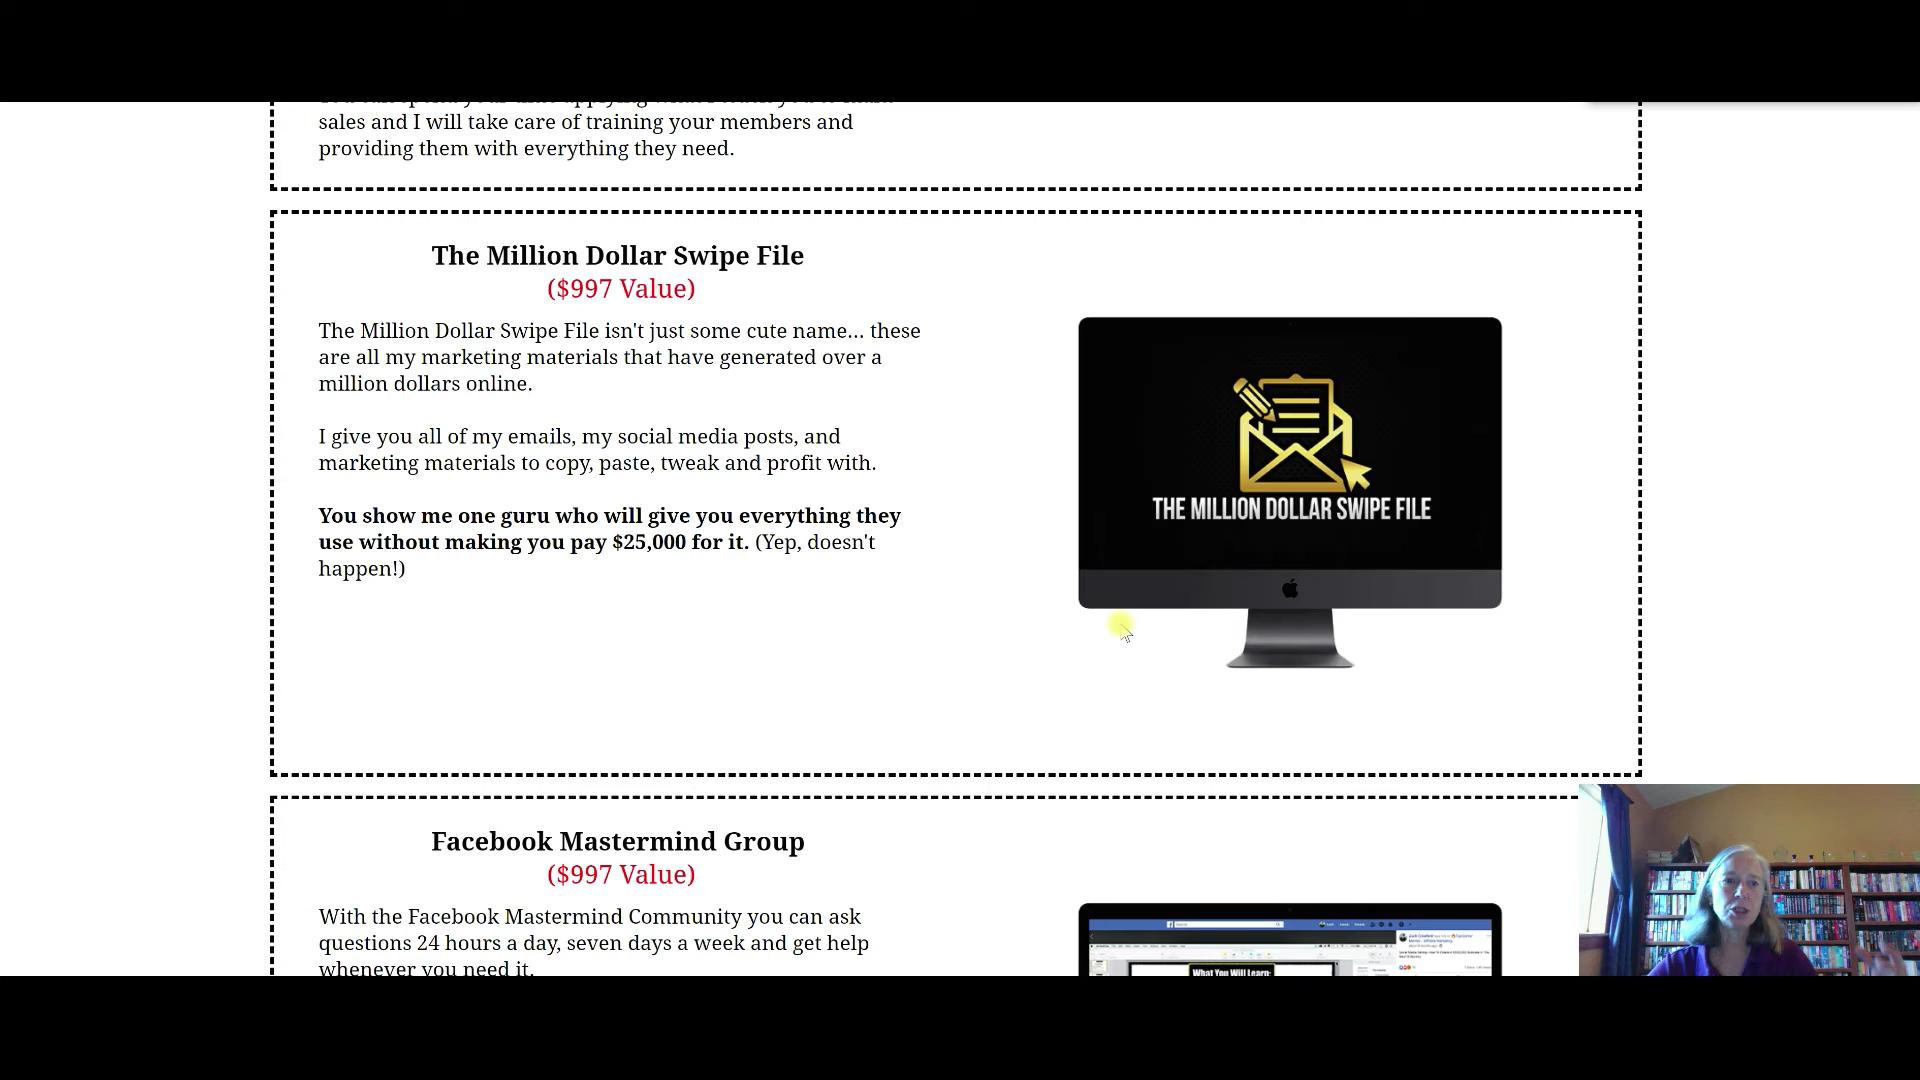 sales and I will take care of training your members and
providing them with everything they need.
The Million Dollar Swipe File
($997 Value)
The Million Dollar Swipe File isn't just some cute name... these
are all my marketing materials that have generated over a
million dollars online.
I give you all of my emails, my social media posts, and
marketing materials to copy, paste, tweak and profit with.
You show me one guru who will give you everything they
use without making you pay $25,000 for it. (Yep, doesn't
happen!)
THE MILLION DOLLAR SWIPE FILE
Facebook Mastermind Group
($997 Value)
With the Facebook Mastermind Community you can ask
questions 24 hours a day, seven days a week and get help
whenever you need it.
What You Will Learn: